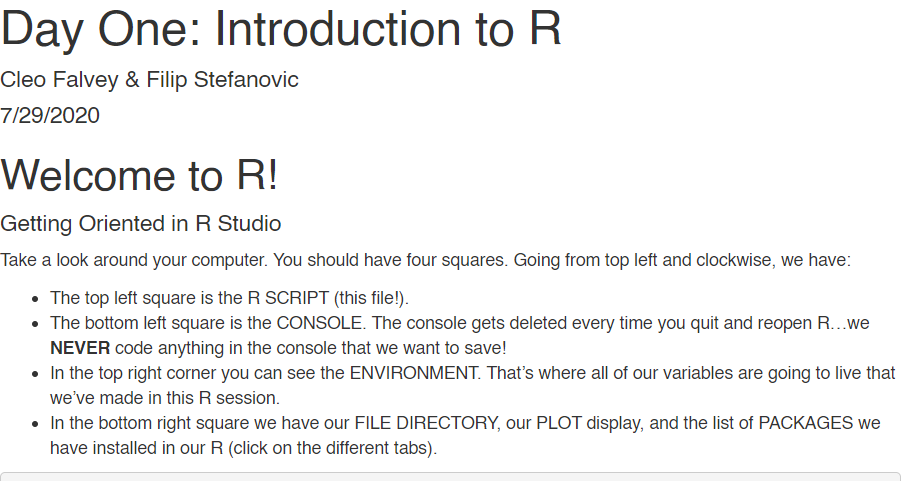 Day One: Introduction to R
Cleo Falvey & Filip Stefanovic
7/29/2020
Welcome to R!
Getting Oriented in R Studio
Take a look around your computer. You should have four squares. Going from top left and clockwise, we have:
• The top left square is the R SCRIPT (this file!).
• The bottom left square is the CONSOLE. The console gets deleted every time you quit and reopen R…we
NEVER code anything in the console that we want to save!
• In the top right corner you can see the ENVIRONMENT. That’s where all of our variables are going to live that
we’ve made in this R session.
• In the bottom right square we have our FILE DIRECTORY, our PLOT display, and the list of PACKAGES we
have installed in our R (click on the different tabs).